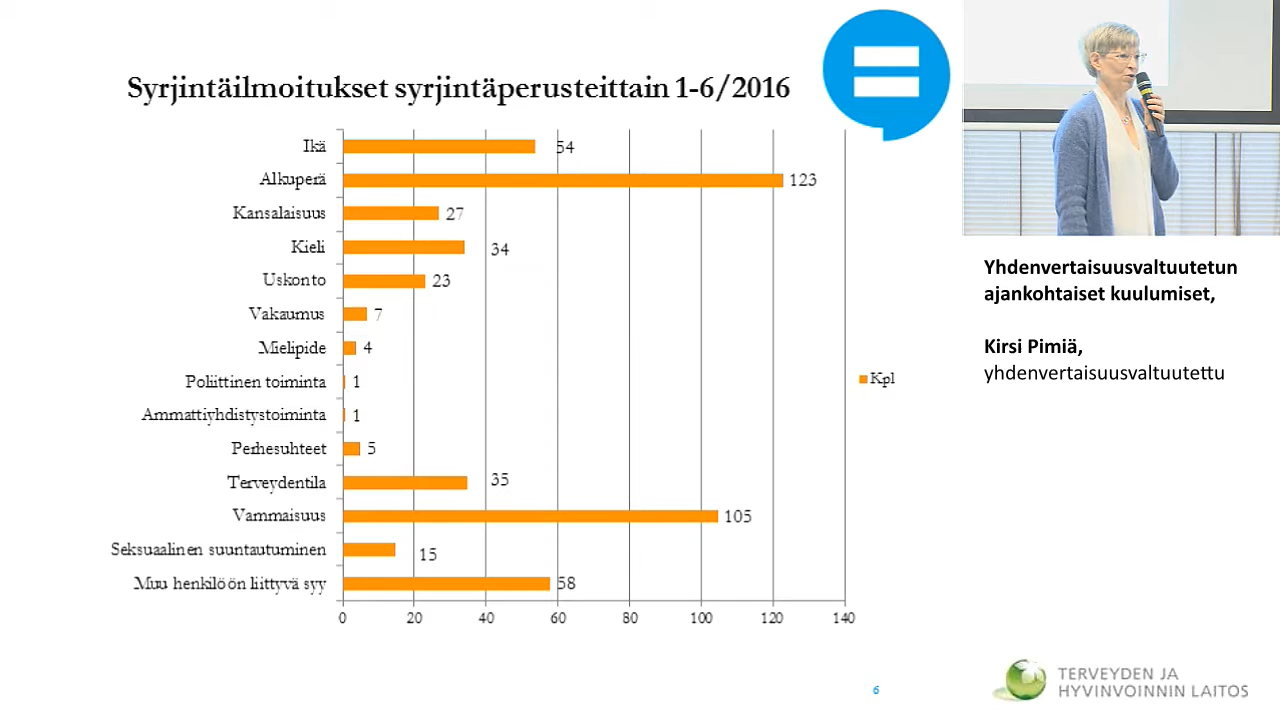 Syrjintäilmoitukset syrjintäperusteittain 1-6/2016
Ikä 54
Alkuperä 123
Kansalaisuus 27
Kieli 34
Uskonto 23
Vakaumus 7
Mielipide 4
Poliittinen toiminta 1
Ammattiyhdistystoiminta 1
Perhesuhteet 5
Terveydentila 35
Vammaisuus 105
Seksuaalinen suuntautuminen 15
Muu henkilöön liittyvä syy 58
0 20 40 60 80 100 120 140
Kpl
Yhdenvertaisuusvaltuutetun
ajankohtaiset kuulumiset,
Kirsi Pimiä,
yhdenvertaisuusvaltuutettu
6
TERVEYDEN JA
HYVINVOINNIN LAITOS